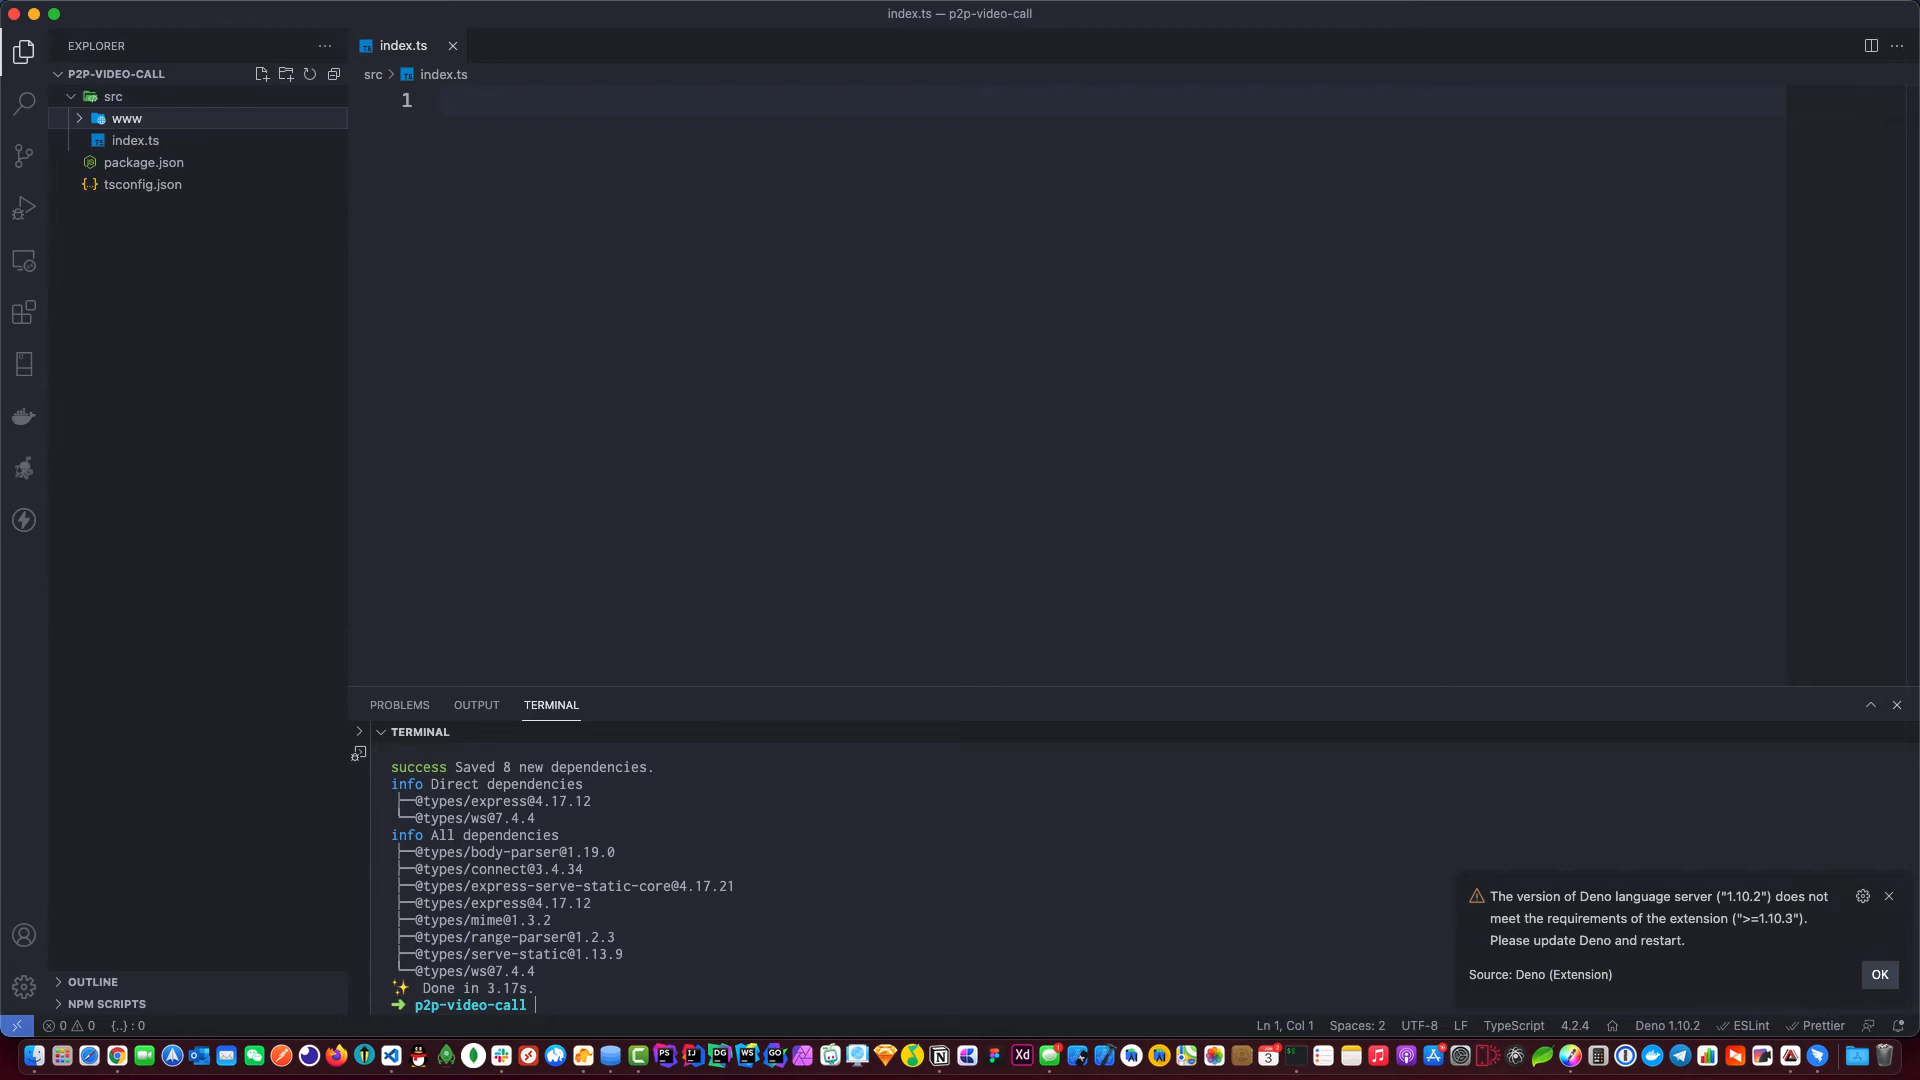 index.ts — p2p-video-call
EXPLORER
index.ts
P2P-VIDEO-CALL
src
www
index.ts
package.json
tsconfig.json
OUTLINE
NPM SCRIPTS
src > index.ts
1
PROBLEMS OUTPUT TERMINAL
TERMINAL
success Saved 8 new dependencies.
info Direct dependencies
├─@types/express@4.17.12
└─@types/ws@7.4.4
info All dependencies
├─@types/body-parser@1.19.0
├─@types/connect@3.4.34
├─@types/express-serve-static-core@4.17.21
├─@types/express@4.17.12
├─@types/mime@1.3.2
├─@types/range-parser@1.2.3
├─@types/serve-static@1.13.9
└─@types/ws@7.4.4
✨ Done in 3.17s.
➜ p2p-video-call
The version of Deno language server ("1.10.2") does not
meet the requirements of the extension (">=1.10.3").
Please update Deno and restart.
Source: Deno (Extension)
OK
0 0 {..} : 0
Ln 1, Col 1 Spaces: 2 UTF-8 LF TypeScript 4.2.4 Deno 1.10.2 ESLint Prettier
PS IJ DG WS GO Xd 3